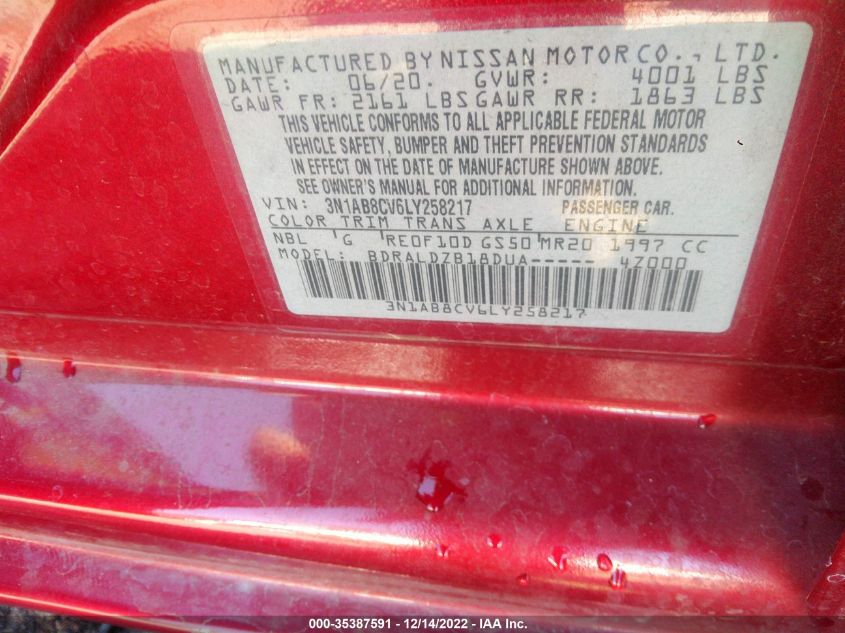 MANUFACTURED BY NISSAN MOTOR CO., LTD.
DATE: 06/20. GVWR: 4001 LBS
GAWR FR: 2161 LBS GAWR RR: 1863 LBS
THIS VEHICLE CONFORMS TO ALL APPLICABLE FEDERAL MOTOR
VEHICLE SAFETY, BUMPER AND THEFT PREVENTION STANDARDS
IN EFFECT ON THE DATE OF MANUFACTURE SHOWN ABOVE.
SEE OWNER'S MANUAL FOR ADDITIONAL INFORMATION.
VIN: 3N1AB8CV6LY258217 PASSENGER CAR.
COLOR TRIM TRANS AXLE ENGINE
NBL G RE0F10D GS50 MR20 1997 CC
MODEL: BDRALDZB18DUA----- 4Z000
3N1AB8CV6LY258217
000-35387591 - 12/14/2022 - IAA Inc.